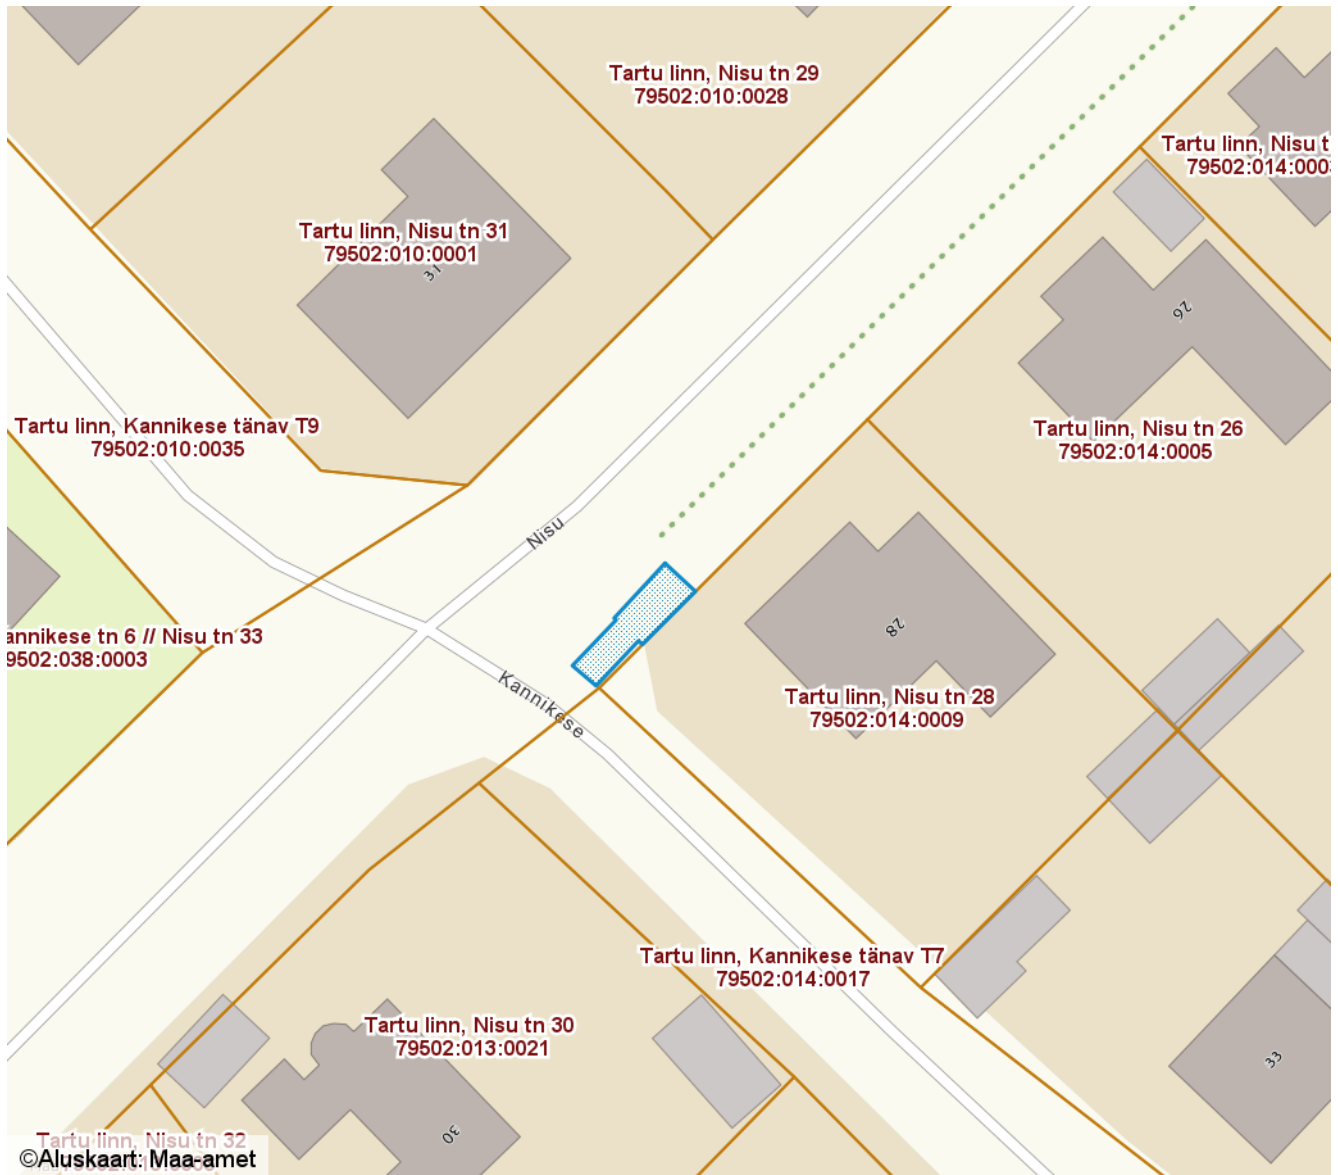 Tartu linn, Nisu tn 29
79502:010:0028
Tartu linn, Nisu t
79502:014:000
Tartu linn, Nisu tn 31
79502:010:0001
31
26
Tartu linn, Kannikese tänav T9
79502:010:0035
Tartu linn, Nisu tn 26
79502:014:0005
Nisu
annikese tn 6 // Nisu tn 33
9502:038:0003
28
Kannikese
Tartu linn, Nisu tn 28
79502:014:0009
Tartu linn, Kannikese tänav T7
79502:014:0017
Tartu linn, Nisu tn 30
79502:013:0021
33
30
Tartu linn, Nisu tn 32
©Aluskaart: Maa-amet